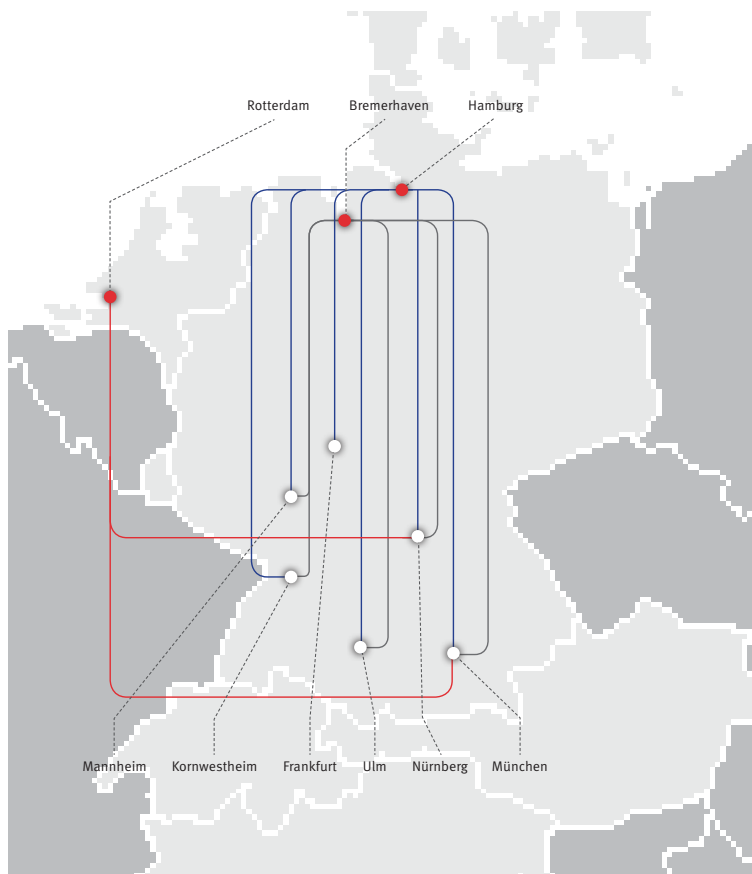 Rotterdam
Bremerhaven
Hamburg
Mannheim
Kornwestheim
Frankfurt
Ulm
Nürnberg
München